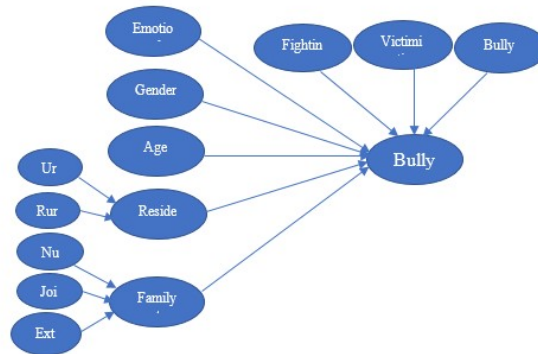 Emotio
Fightin
Victimi
Bully
Gender
Age
Bully
Ur
Reside
Rur
Nu
Joi
Family
Ext